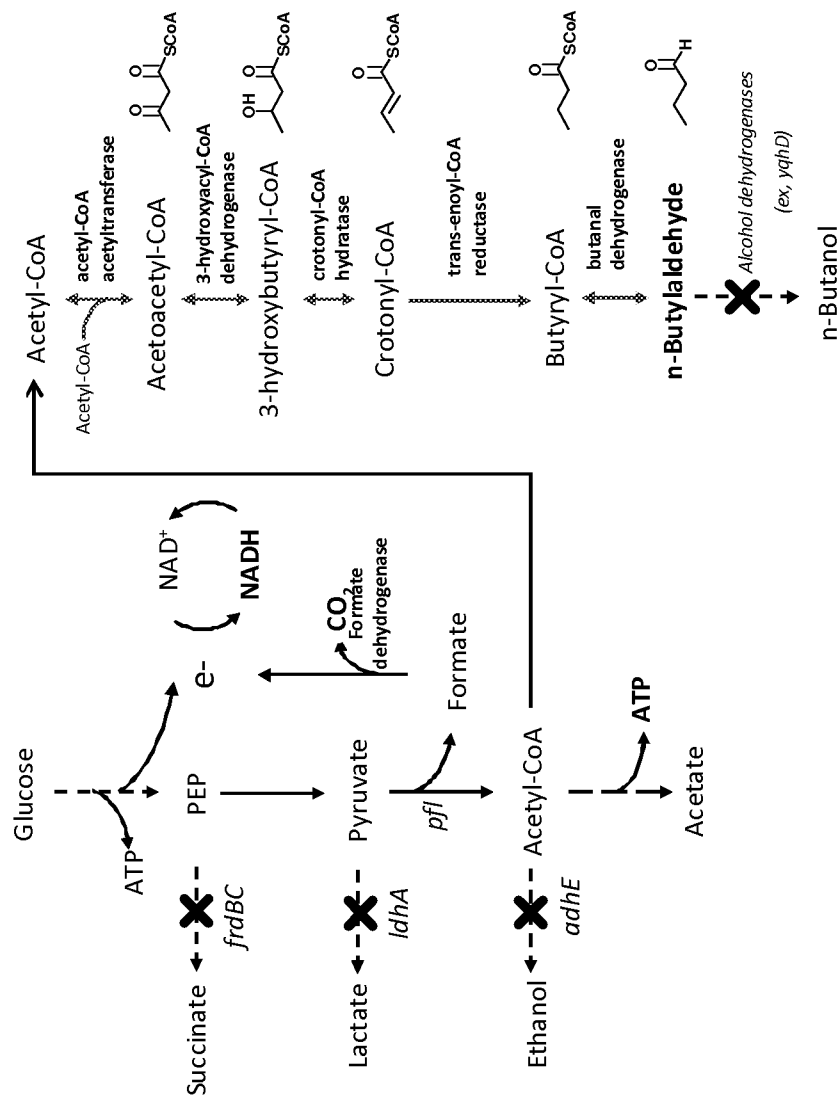 Glucose
ATP
PEP
e-
NAD⁺
NADH
Succinate
frdBC
CO₂
Formate
dehydrogenase
Lactate
ldhA
Pyruvate
pfl
Formate
Ethanol
adhE
Acetyl-CoA
ATP
Acetate
Acetyl-CoA
Acetyl-CoA
acetyl-CoA
acetyltransferase
Acetoacetyl-CoA
O
O
SCoA
3-hydroxyacyl-CoA
dehydrogenase
3-hydroxybutyryl-CoA
OH
O
SCoA
crotonyl-CoA
hydratase
Crotonyl-CoA
O
SCoA
trans-enoyl-CoA
reductase
Butyryl-CoA
O
SCoA
butanal
dehydrogenase
n-Butylaldehyde
O
H
Alcohol dehydrogenases
(ex, yqhD)
n-Butanol